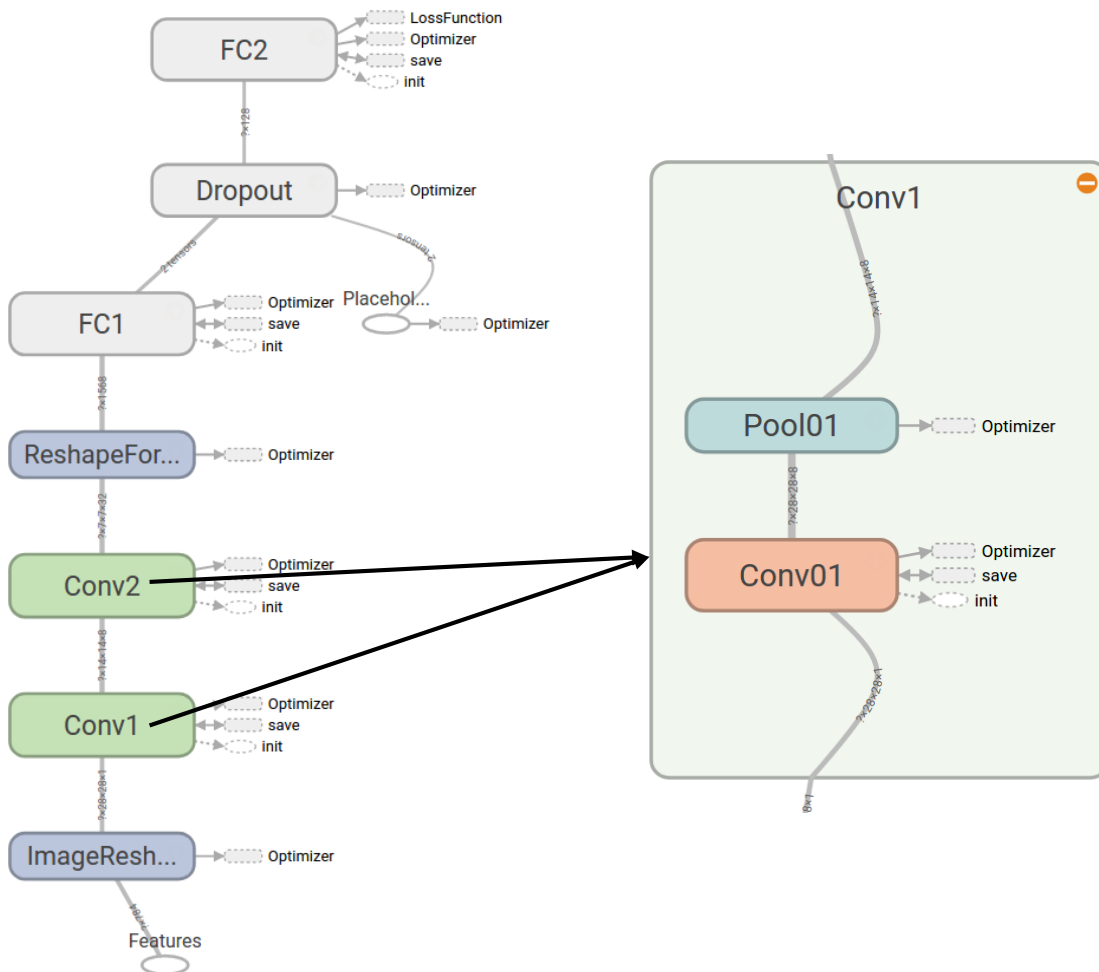 FC2
LossFunction
Optimizer
save
init
?×128
Dropout
Optimizer
2 tensors
2 tensors
FC1
Optimizer
save
init
Placehol...
Optimizer
?×1568
ReshapeFor...
Optimizer
?×7×7×32
Conv2
Optimizer
save
init
?×14×14×8
Conv1
Optimizer
save
init
?×28×28×1
ImageResh...
Optimizer
?×784
Features
Conv1
?×14×14×8
Pool01
Optimizer
?×28×28×8
Conv01
Optimizer
save
init
?×28×28×1
8×1